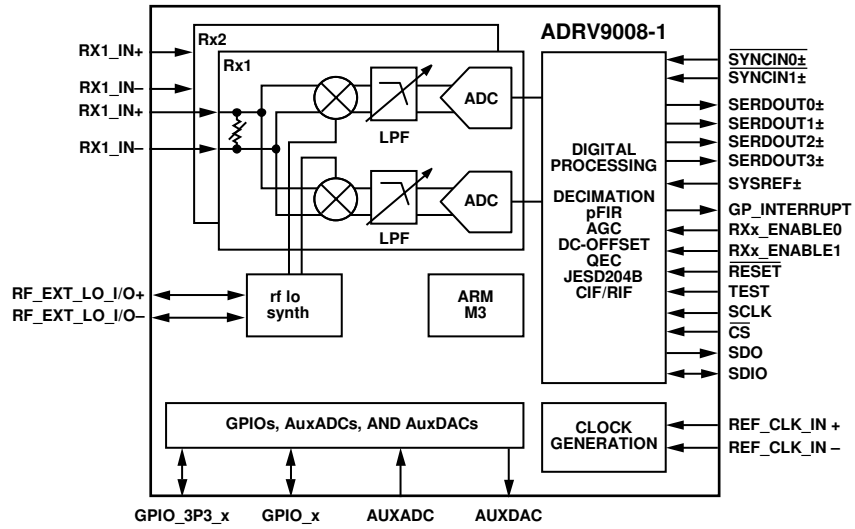 ADRV9008-1
Rx2
Rx1
RX1_IN+
RX1_IN–
RX1_IN+
RX1_IN–
LPF
ADC
LPF
ADC
DIGITAL
PROCESSING
DECIMATION
pFIR
AGC
DC-OFFSET
QEC
JESD204B
CIF/RIF
SYNCIN0±
SYNCIN1±
SERDOUT0±
SERDOUT1±
SERDOUT2±
SERDOUT3±
SYSREF±
GP_INTERRUPT
RXx_ENABLE0
RXx_ENABLE1
RESET
TEST
SCLK
CS
SDO
SDIO
RF_EXT_LO_I/O+
RF_EXT_LO_I/O–
rf lo
synth
ARM
M3
GPIOs, AuxADCs, AND AuxDACs
CLOCK
GENERATION
REF_CLK_IN +
REF_CLK_IN –
GPIO_3P3_x
GPIO_x
AUXADC
AUXDAC